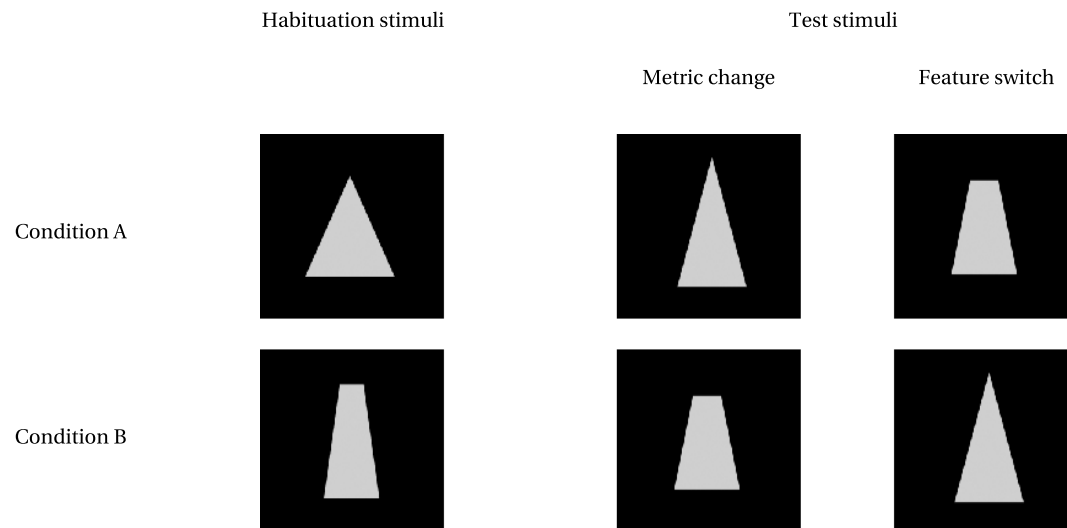 Habituation stimuli
Test stimuli
Metric change
Feature switch
Condition A
Condition B